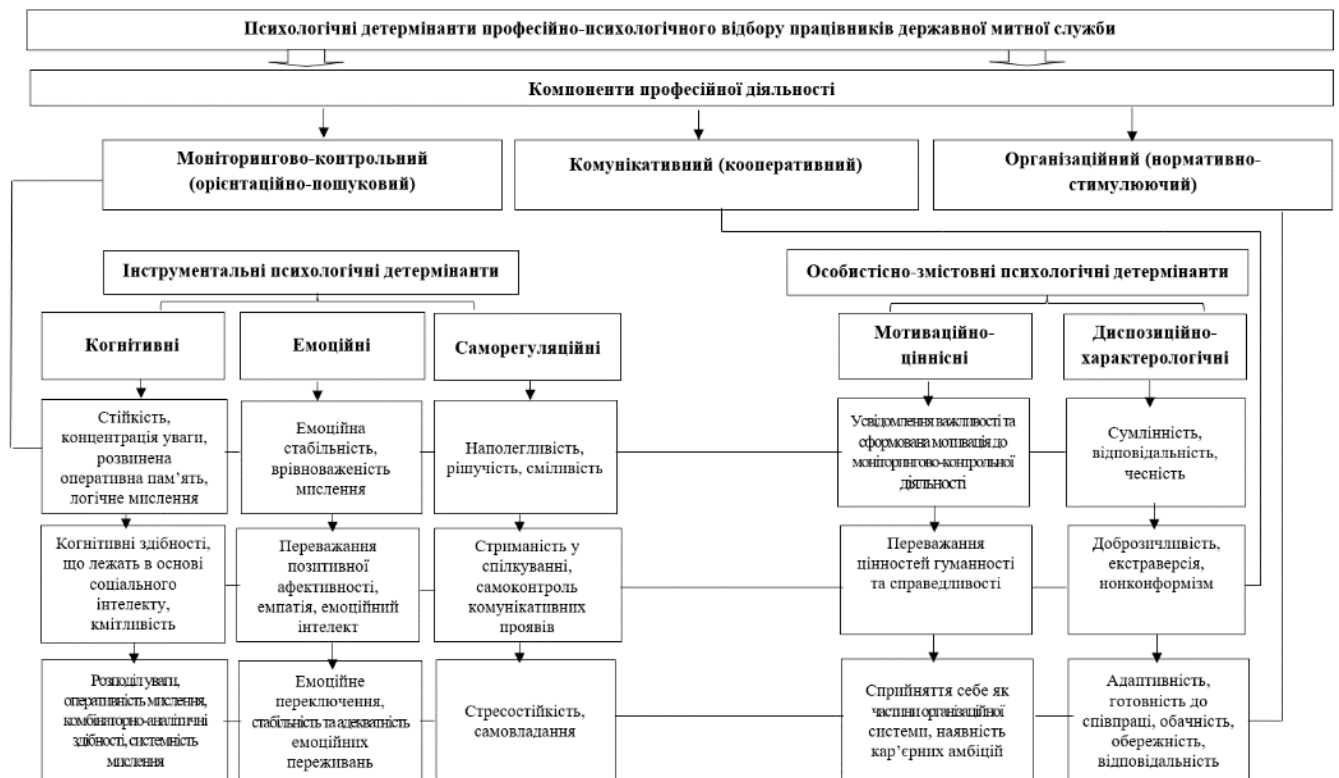 Психологічні детермінанти професійно-психологічного відбору працівників державної митної служби
Компоненти професійної діяльності
Моніторингово-контрольний
(орієнтаційно-пошуковий)
Комунікативний (кооперативний)
Організаційний (нормативно-
стимулюючий)
Інструментальні психологічні детермінанти
Особистісно-змістовні психологічні детермінанти
Когнітивні
Емоційні
Саморегуляційні
Мотиваційно-
ціннісні
Диспозиційно-
характерологічні
Стійкість,
концентрація уваги,
розвинена
оперативна пам’ять,
логічне мислення
Емоційна
стабільність,
врівноваженість
мислення
Наполегливість,
рішучість, сміливість
Усвідомлення важливості та
сформована мотивація до
моніторингово-контрольної
діяльності
Сумлінність,
відповідальність,
чесність
Когнітивні здібності,
що лежать в основі
соціального
інтелекту,
кмітливість
Переважання
позитивної
афективності,
емпатія, емоційний
інтелект
Стриманість у
спілкуванні,
самоконтроль
комунікативних
проявів
Переважання
цінностей гуманності
та справедливості
Доброзичливість,
екстраверсія,
нонконформізм
Розподіл уваги,
оперативність мислення,
комбінаторно-аналітичні
здібності, системність
мислення
Емоційне
переключення,
стабільність та адекватність
емоційних
переживань
Стресостійкість,
самовладання
Сприйняття себе як
частини організаційної
системи, наявність
кар’єрних амбіцій
Адаптивність,
готовність до
співпраці, обачність,
обережність,
відповідальність